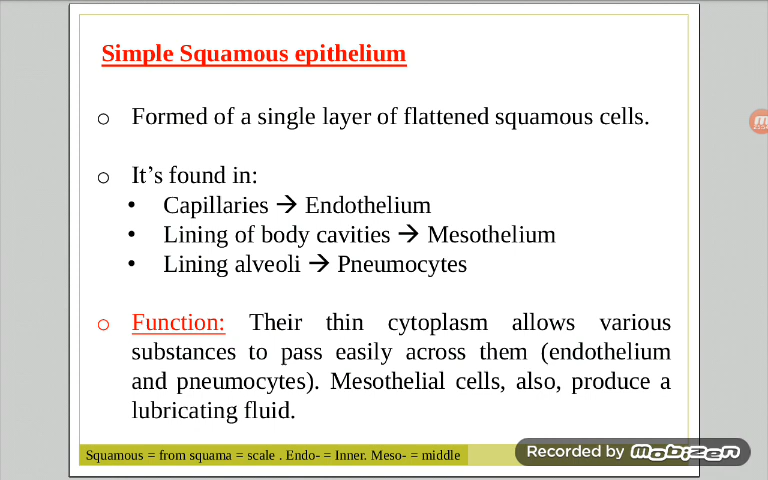 Simple Squamous epithelium
o Formed of a single layer of flattened squamous cells.
o It’s found in:
• Capillaries → Endothelium
• Lining of body cavities → Mesothelium
• Lining alveoli → Pneumocytes
o Function: Their thin cytoplasm allows various
substances to pass easily across them (endothelium
and pneumocytes). Mesothelial cells, also, produce a
lubricating fluid.
Squamous = from squama = scale . Endo- = Inner. Meso- = middle
Recorded by mobizen